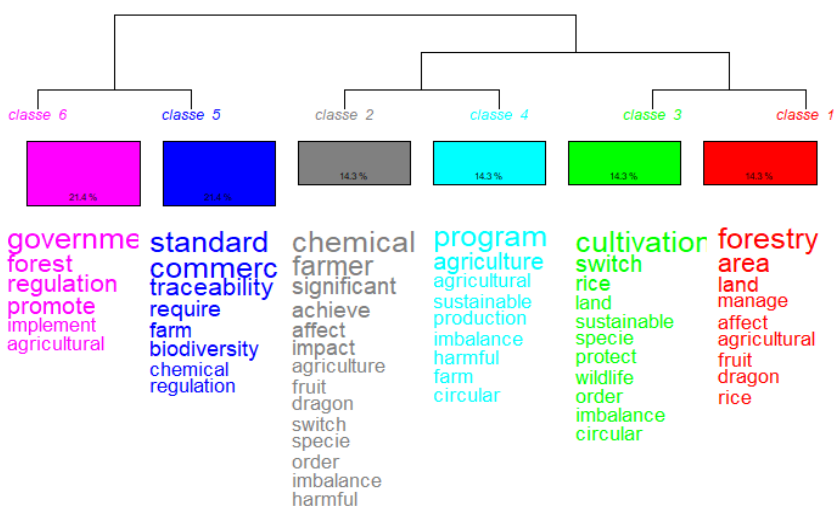 classe 6 classe 5 classe 2 classe 4 classe 3 classe 1
21.4 % 21.4 % 14.3 % 14.3 % 14.3 % 14.3 %
governme
forest
regulation
promote
implement
agricultural
standard
commerc
traceability
require
farm
biodiversity
chemical
regulation
chemical
farmer
significant
achieve
affect
impact
agriculture
fruit
dragon
switch
specie
order
imbalance
harmful
program
agriculture
agricultural
sustainable
production
imbalance
harmful
farm
circular
cultivation
switch
rice
land
sustainable
specie
protect
wildlife
order
imbalance
circular
forestry
area
land
manage
affect
agricultural
fruit
dragon
rice